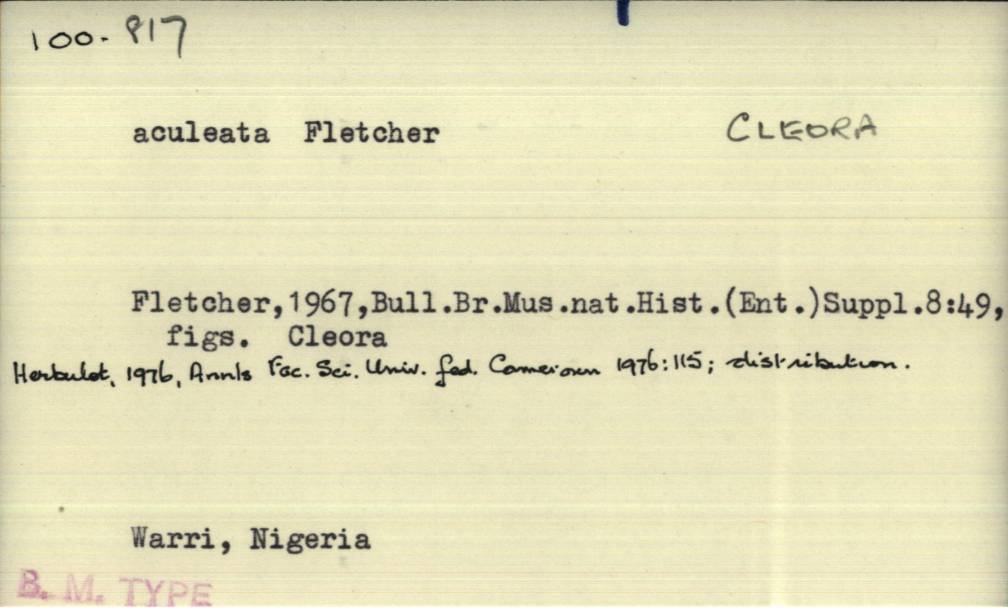 100-817
aculeata Fletcher CLEORA
Fletcher,1967,Bull.Br.Mus.nat.Hist.(Ent.)Suppl.8:49,
figs. Cleora
Herbulot, 1976, Annls Fac. Sci. Univ. fed. Cameroun 1976:115; distribution.
Warri, Nigeria
B. M. TYPE